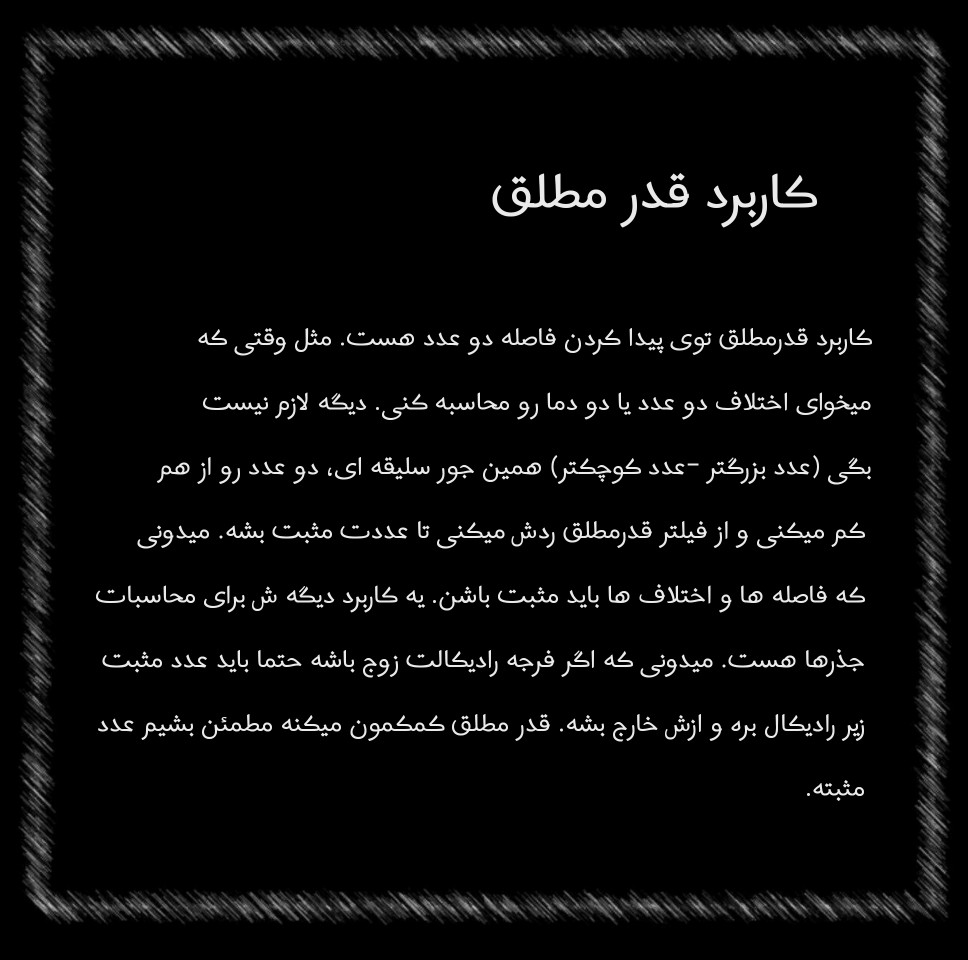 کاربرد قدر مطلق
کاربرد قدرمطلق توی پیدا کردن فاصله دو عدد هست. مثل وقتی که
میخوای اختلاف دو عدد یا دو دما رو محاسبه کنی. دیگه لازم نیست
بگی (عدد بزرگتر -عدد کوچکتر) همین جور سلیقه ای، دو عدد رو از هم
کم میکنی و از فیلتر قدرمطلق ردش میکنی تا عددت مثبت بشه. میدونی
که فاصله ها و اختلاف ها باید مثبت باشن. یه کاربرد دیگه ش برای محاسبات
جذرها هست. میدونی که اگر فرجه رادیکالت زوج باشه حتما باید عدد مثبت
زیر رادیکال بره و ازش خارج بشه. قدر مطلق کمکمون میکنه مطمئن بشیم عدد
مثبته.